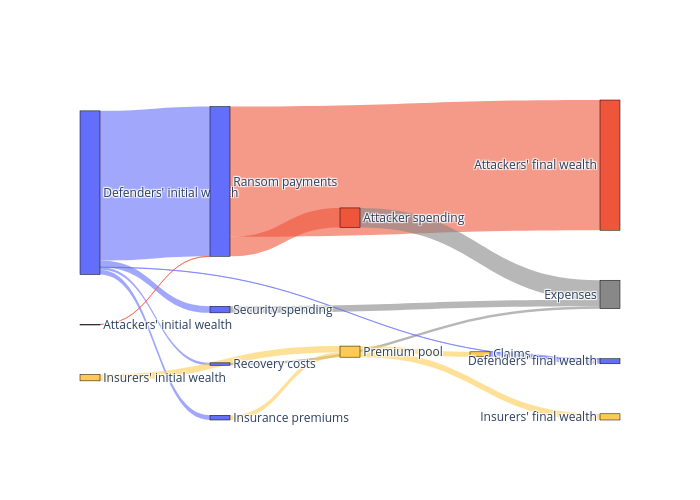 Defenders' initial wealth
Ransom payments
Attackers' final wealth
Attacker spending
Expenses
Security spending
Attackers' initial wealth
Recovery costs
Premium pool
Claims
Defenders' final wealth
Insurers' initial wealth
Insurance premiums
Insurers' final wealth